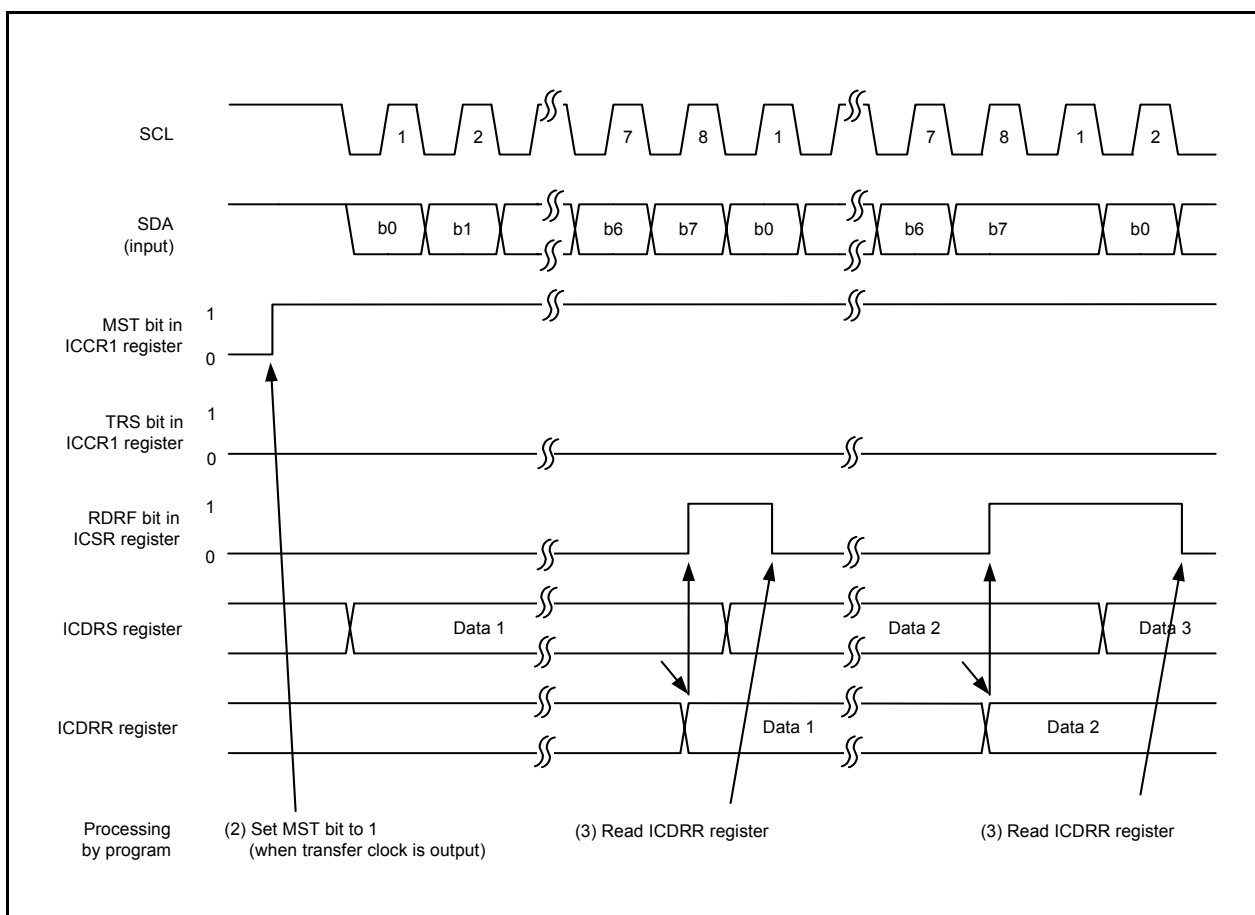 SCL
1 2 7 8 1 7 8 1 2
SDA
(input)
b0 b1 b6 b7 b0 b6 b7 b0
MST bit in
ICCR1 register
1
0
TRS bit in
ICCR1 register
1
0
RDRF bit in
ICSR register
1
0
ICDRS register
Data 1 Data 2 Data 3
ICDRR register
Data 1 Data 2
Processing
by program
(2) Set MST bit to 1
(when transfer clock is output)
(3) Read ICDRR register
(3) Read ICDRR register